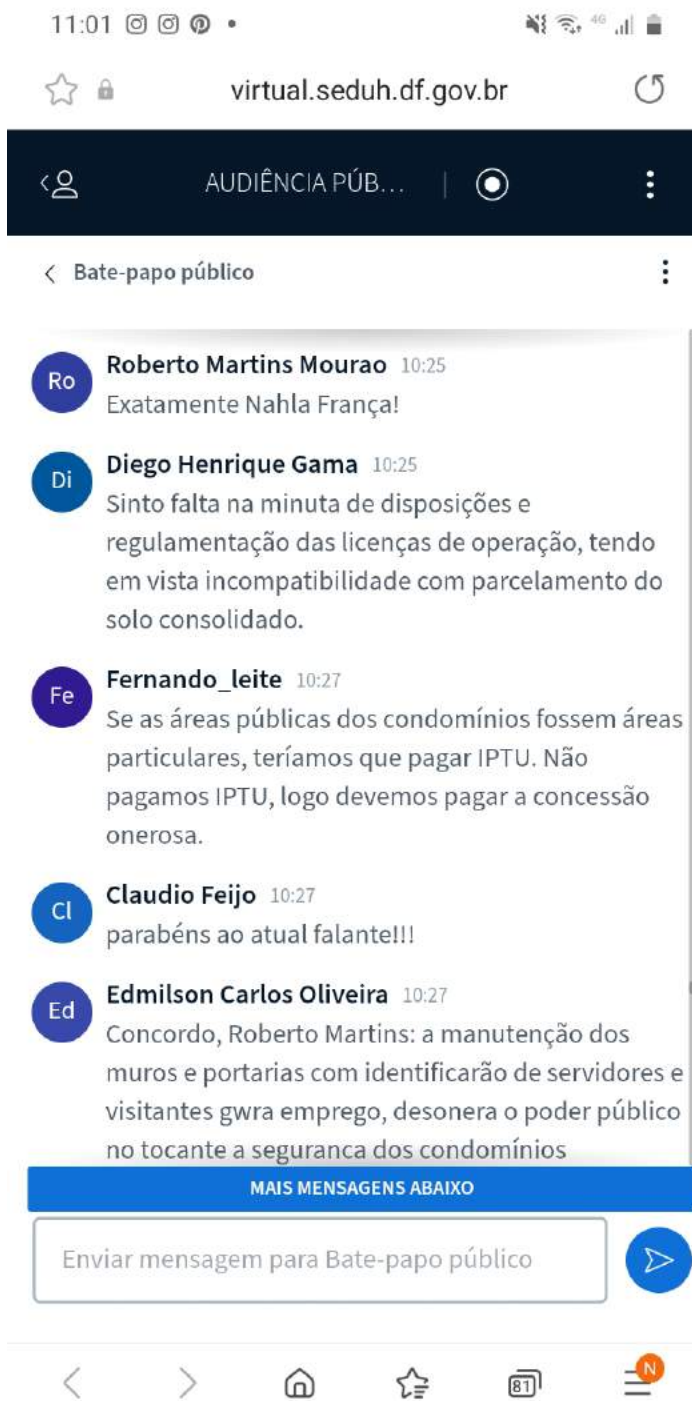 11:01
4G
virtual.seduh.df.gov.br
AUDIÊNCIA PÚB...
Bate-papo público
Ro
Roberto Martins Mourao 10:25
Exatamente Nahla França!
Di
Diego Henrique Gama 10:25
Sinto falta na minuta de disposições e
regulamentação das licenças de operação, tendo
em vista incompatibilidade com parcelamento do
solo consolidado.
Fe
Fernando_leite 10:27
Se as áreas públicas dos condomínios fossem áreas
particulares, teríamos que pagar IPTU. Não
pagamos IPTU, logo devemos pagar a concessão
onerosa.
Cl
Claudio Feijo 10:27
parabéns ao atual falante!!!
Ed
Edmilson Carlos Oliveira 10:27
Concordo, Roberto Martins: a manutenção dos
muros e portarias com identificarão de servidores e
visitantes gwra emprego, desonera o poder público
no tocante a seguranca dos condomínios
MAIS MENSAGENS ABAIXO
Enviar mensagem para Bate-papo público
81
N